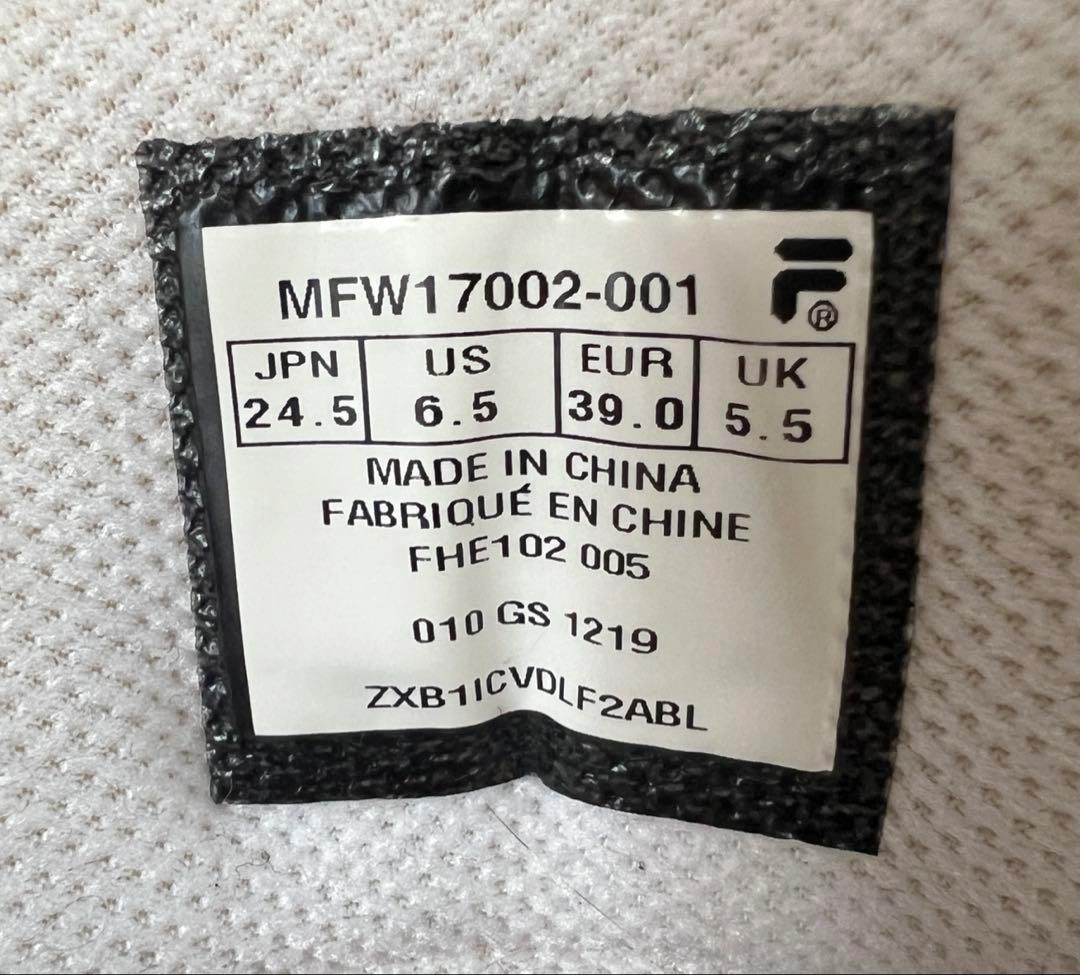 MFW17002-001
F®
JPN US EUR UK
24.5 6.5 39.0 5.5
MADE IN CHINA
FABRIQUÉ EN CHINE
FHE102 005
010 GS 1219
ZXB1ICVDLF2ABL